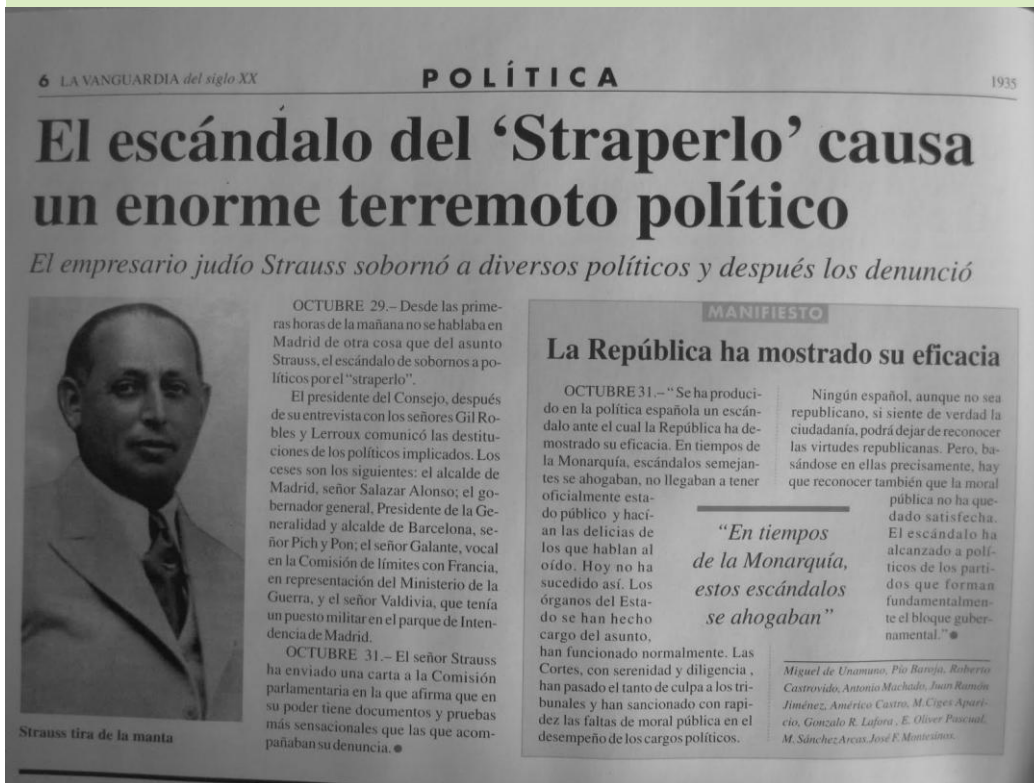 6 LA VANGUARDIA del siglo XX
POLÍTICA
1935
El escándalo del ‘Straperlo’ causa
un enorme terremoto político
El empresario judío Strauss sobornó a diversos políticos y después los denunció
Strauss tira de la manta
OCTUBRE 29.– Desde las prime-
ras horas de la mañana no se hablaba en
Madrid de otra cosa que del asunto
Strauss, el escándalo de sobornos a po-
líticos por el "straperlo".
El presidente del Consejo, después
de su entrevista con los señores Gil Ro-
bles y Lerroux comunicó las destitu-
ciones de los políticos implicados. Los
ceses son los siguientes: el alcalde de
Madrid, señor Salazar Alonso; el go-
bernador general, Presidente de la Ge-
neralidad y alcalde de Barcelona, se-
ñor Pich y Pon; el señor Galante, vocal
en la Comisión de límites con Francia,
en representación del Ministerio de la
Guerra, y el señor Valdivia, que tenía
un puesto militar en el parque de Inten-
dencia de Madrid.
OCTUBRE 31.– El señor Strauss
ha enviado una carta a la Comisión
parlamentaria en la que afirma que en
su poder tiene documentos y pruebas
más sensacionales que las que acom-
pañaban su denuncia.●
MANIFIESTO
La República ha mostrado su eficacia
OCTUBRE 31.– “Se ha produci-
do en la política española un escán-
dalo ante el cual la República ha de-
mostrado su eficacia. En tiempos de
la Monarquía, escándalos semejan-
tes se ahogaban, no llegaban a tener
oficialmente esta-
do público y hací-
an las delicias de
los que hablan al
oído. Hoy no ha
sucedido así. Los
órganos del Esta-
do se han hecho
cargo del asunto,
han funcionado normalmente. Las
Cortes, con serenidad y diligencia ,
han pasado el tanto de culpa a los tri-
bunales y han sancionado con rapi-
dez las faltas de moral pública en el
desempeño de los cargos políticos.
“En tiempos
de la Monarquía,
estos escándalos
se ahogaban”
Ningún español, aunque no sea
republicano, si siente de verdad la
ciudadanía, podrá dejar de reconocer
las virtudes republicanas. Pero, ba-
sándose en ellas precisamente, hay
que reconocer también que la moral
pública no ha que-
dado satisfecha.
El escándalo ha
alcanzado a polí-
ticos de los parti-
dos que forman
fundamentalmen-
te el bloque guber-
namental.”●
Miguel de Unamuno, Pío Baroja, Roberto
Castrovido, Antonio Machado, Juan Ramón
Jiménez, Américo Castro, M.Ciges Apari-
cio, Gonzalo R. Lafora , E. Oliver Pascual,
M. Sánchez Arcas, José F. Montesinos.